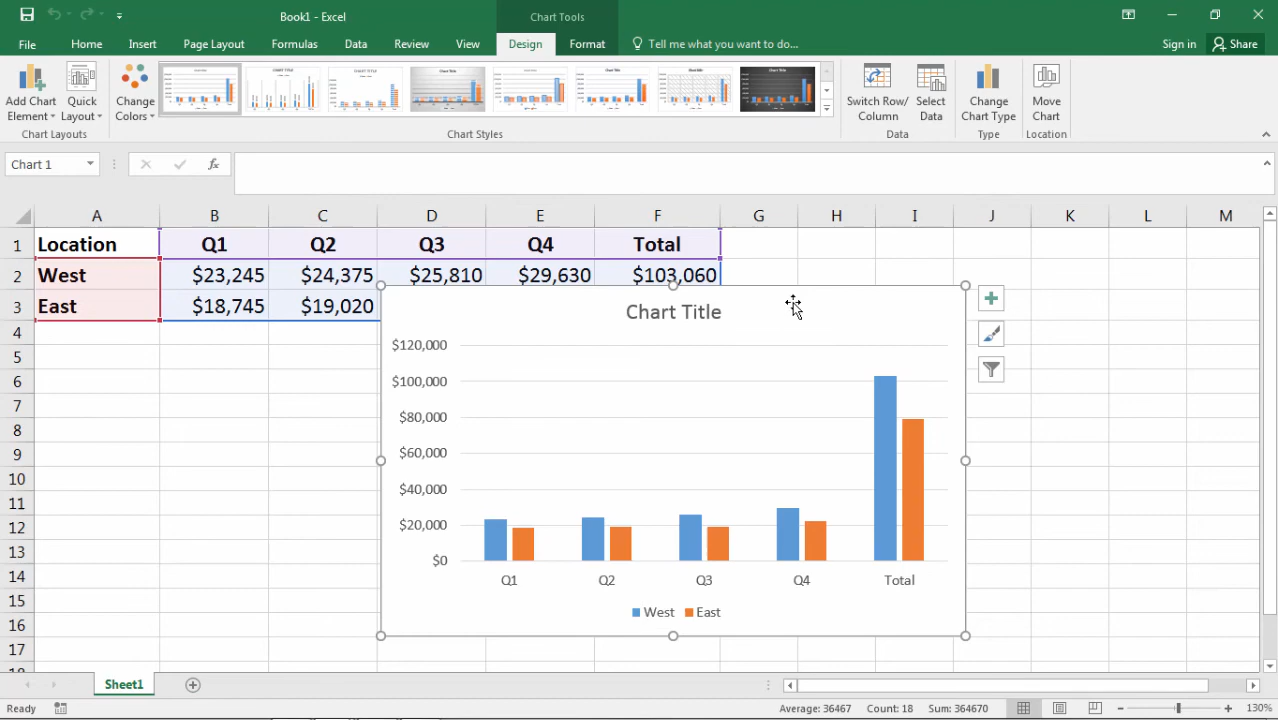 Book1 - Excel
Chart Tools
File Home Insert Page Layout Formulas Data Review View Design Format Tell me what you want to do... Sign in Share
Add Chart Element
Quick Layout
Change Colors
Switch Row/ Column
Select Data
Change Chart Type
Move Chart
Chart Layouts Chart Styles Data Type Location
Chart 1 fx
A B C D E F G H I J K L M
1 Location Q1 Q2 Q3 Q4 Total
2 West $23,245 $24,375 $25,810 $29,630 $103,060
3 East $18,745 $19,020
4
5
6
7
8
9
10
11
12
13
14
15
16
17
Chart Title
$120,000
$100,000
$80,000
$60,000
$40,000
$20,000
$0
Q1 Q2 Q3 Q4 Total
West East
Sheet1
Ready Average: 36467 Count: 18 Sum: 364670 130%